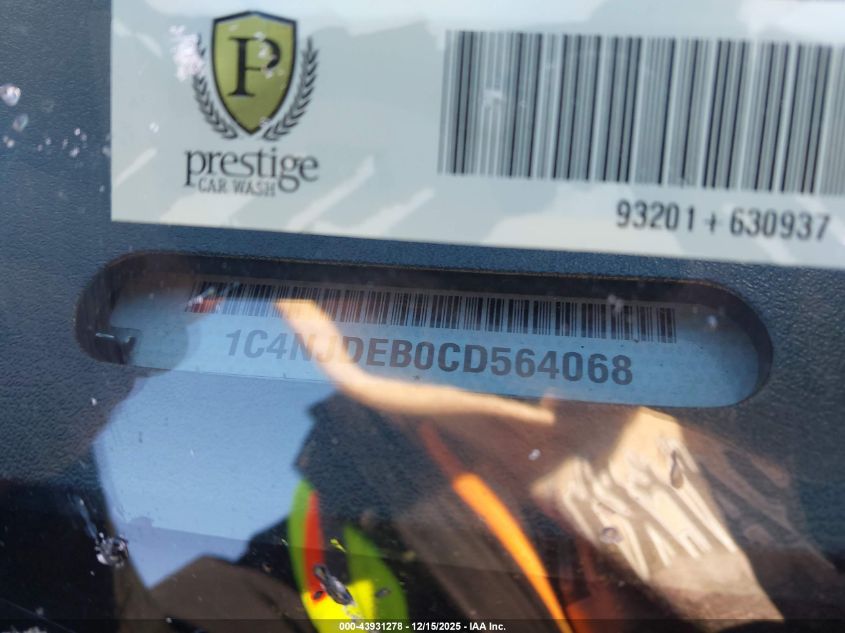 P
prestige
CAR WASH
93201 + 630937
1C4NJDEB0CD564068
000-43931278 - 12/15/2025 - IAA Inc.